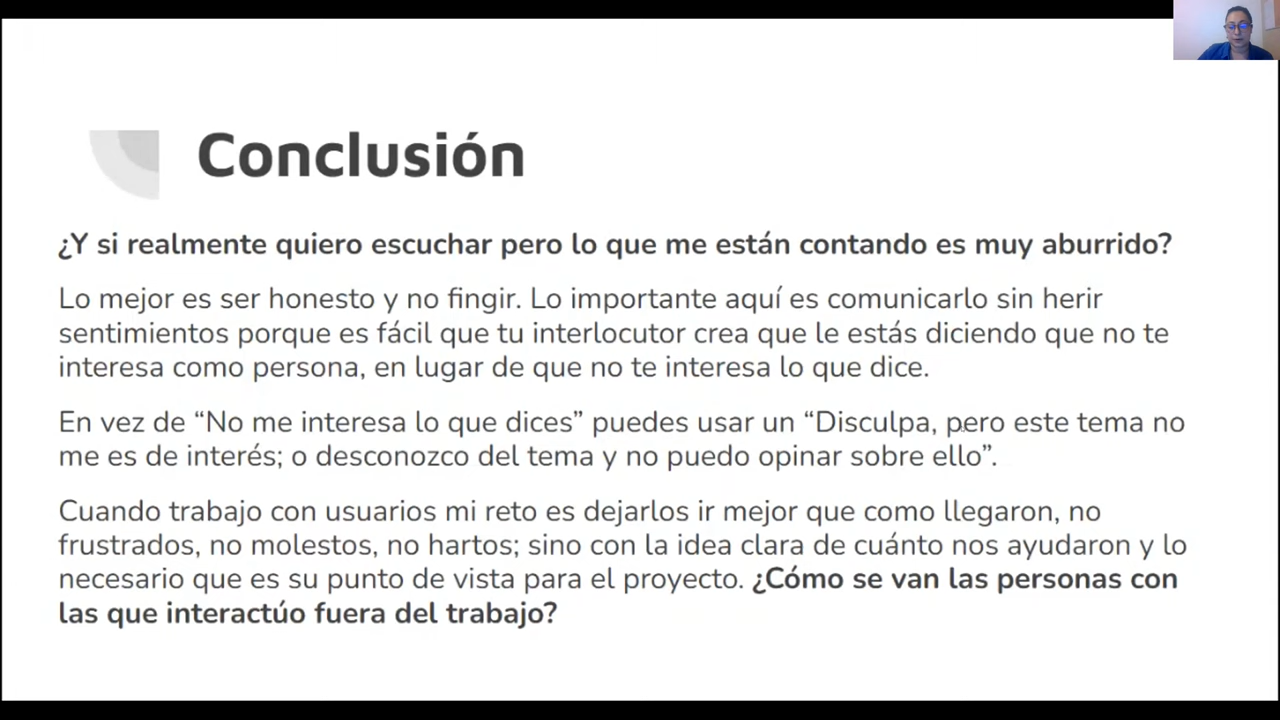 Conclusión
¿Y si realmente quiero escuchar pero lo que me están contando es muy aburrido?
Lo mejor es ser honesto y no fingir. Lo importante aquí es comunicarlo sin herir
sentimientos porque es fácil que tu interlocutor crea que le estás diciendo que no te
interesa como persona, en lugar de que no te interesa lo que dice.
En vez de “No me interesa lo que dices” puedes usar un “Disculpa, pero este tema no
me es de interés; o desconozco del tema y no puedo opinar sobre ello”.
Cuando trabajo con usuarios mi reto es dejarlos ir mejor que como llegaron, no
frustrados, no molestos, no hartos; sino con la idea clara de cuánto nos ayudaron y lo
necesario que es su punto de vista para el proyecto. ¿Cómo se van las personas con
las que interactúo fuera del trabajo?